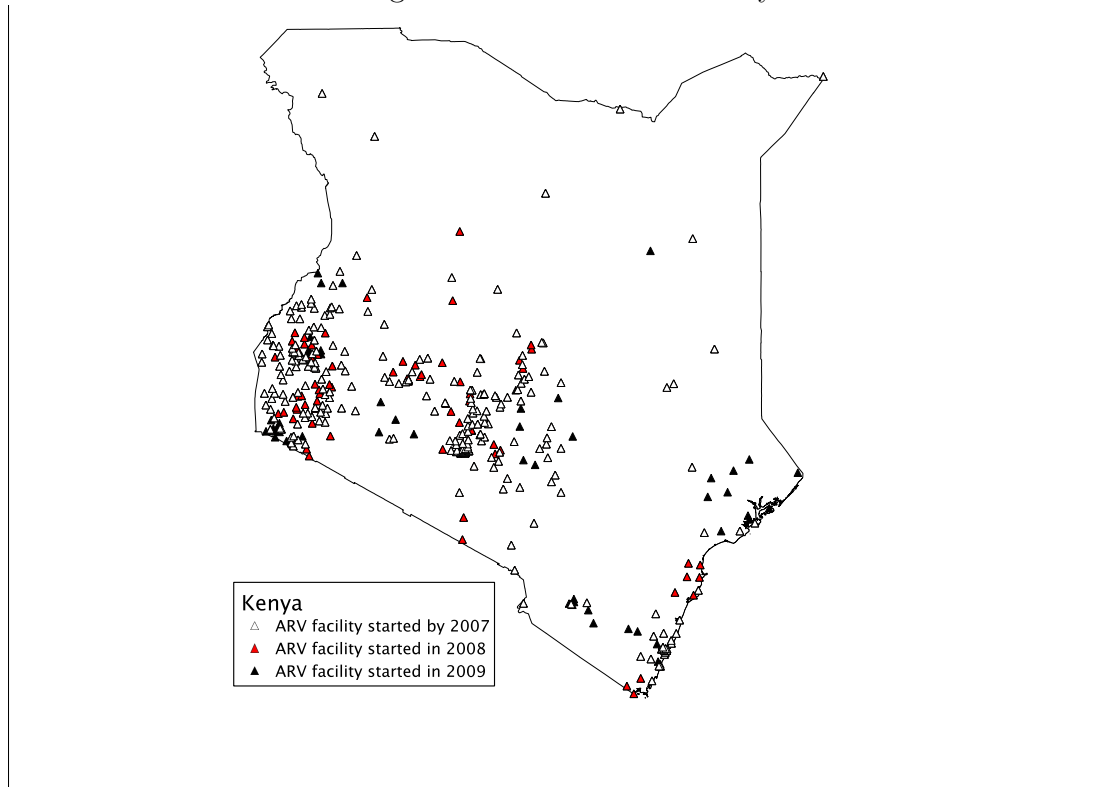 Kenya
ARV facility started by 2007
ARV facility started in 2008
ARV facility started in 2009